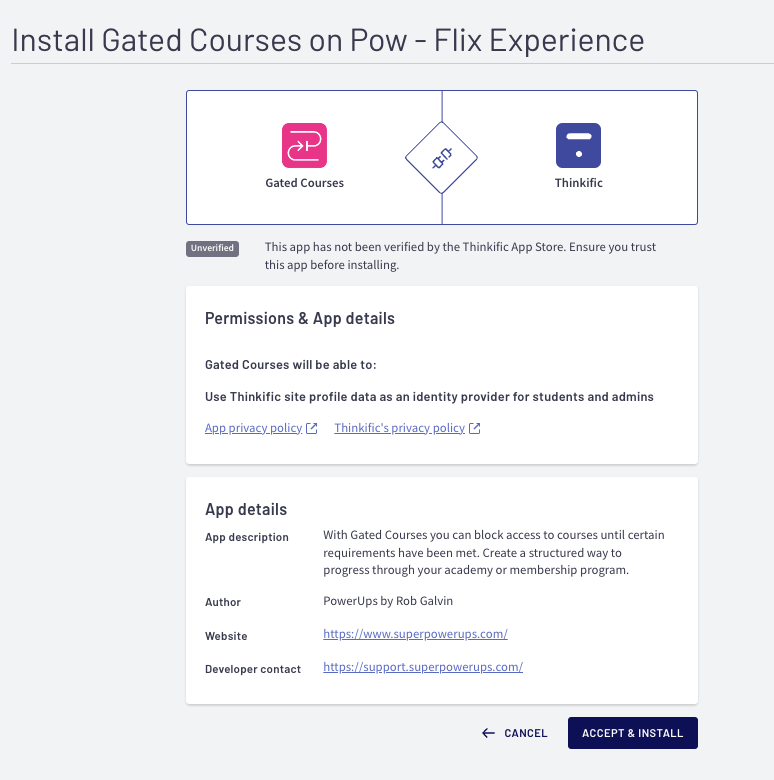 Install Gated Courses on Pow - Flix Experience
Gated Courses
Thinkific
Unverified
This app has not been verified by the Thinkific App Store. Ensure you trust
this app before installing.
Permissions & App details
Gated Courses will be able to:
Use Thinkific site profile data as an identity provider for students and admins
App privacy policy Thinkific's privacy policy
App details
App description
With Gated Courses you can block access to courses until certain
requirements have been met. Create a structured way to
progress through your academy or membership program.
Author
PowerUps by Rob Galvin
Website
https://www.superpowerups.com/
Developer contact
https://support.superpowerups.com/
CANCEL
ACCEPT & INSTALL